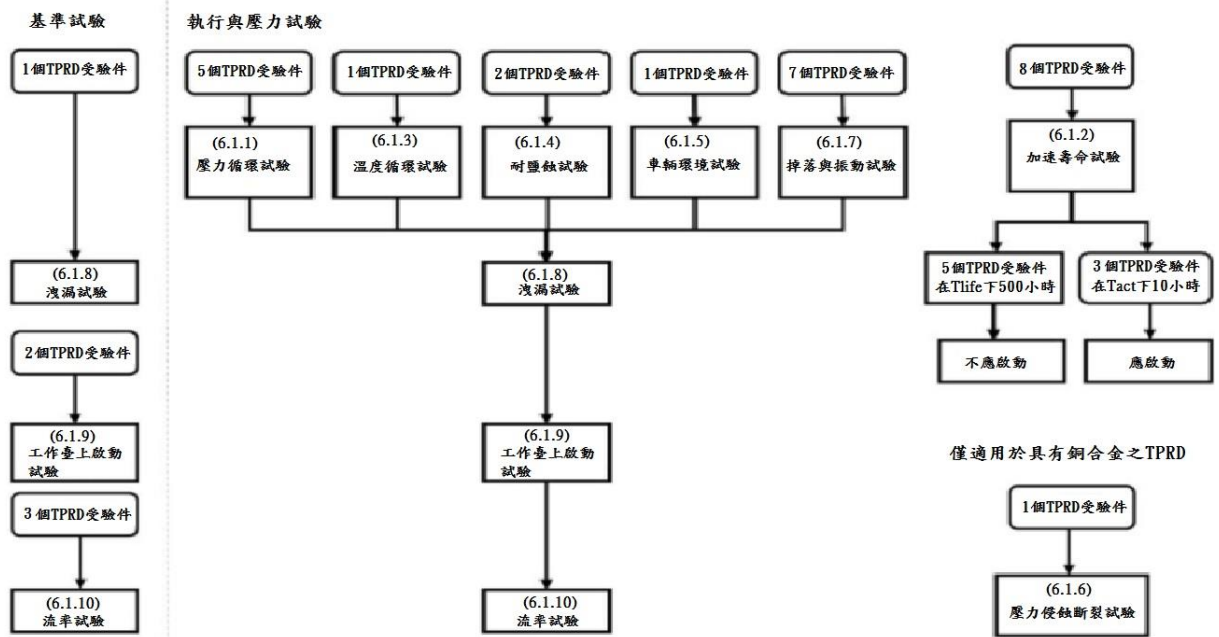 基準試驗
執行與壓力試驗
1個TPRD受驗件
5個TPRD受驗件
1個TPRD受驗件
2個TPRD受驗件
1個TPRD受驗件
7個TPRD受驗件
8個TPRD受驗件
(6.1.1)
壓力循環試驗
(6.1.3)
溫度循環試驗
(6.1.4)
耐鹽蝕試驗
(6.1.5)
車輛環境試驗
(6.1.7)
掉落與振動試驗
(6.1.2)
加速壽命試驗
(6.1.8)
洩漏試驗
(6.1.8)
洩漏試驗
5個TPRD受驗件
在Tlife下500小時
3個TPRD受驗件
在Tact下10小時
2個TPRD受驗件
不應啟動
應啟動
(6.1.9)
工作臺上啟動
試驗
(6.1.9)
工作臺上啟動
試驗
僅適用於具有銅合金之TPRD
3個TPRD受驗件
1個TPRD受驗件
(6.1.10)
流率試驗
(6.1.10)
流率試驗
(6.1.6)
壓力侵蝕斷裂試驗